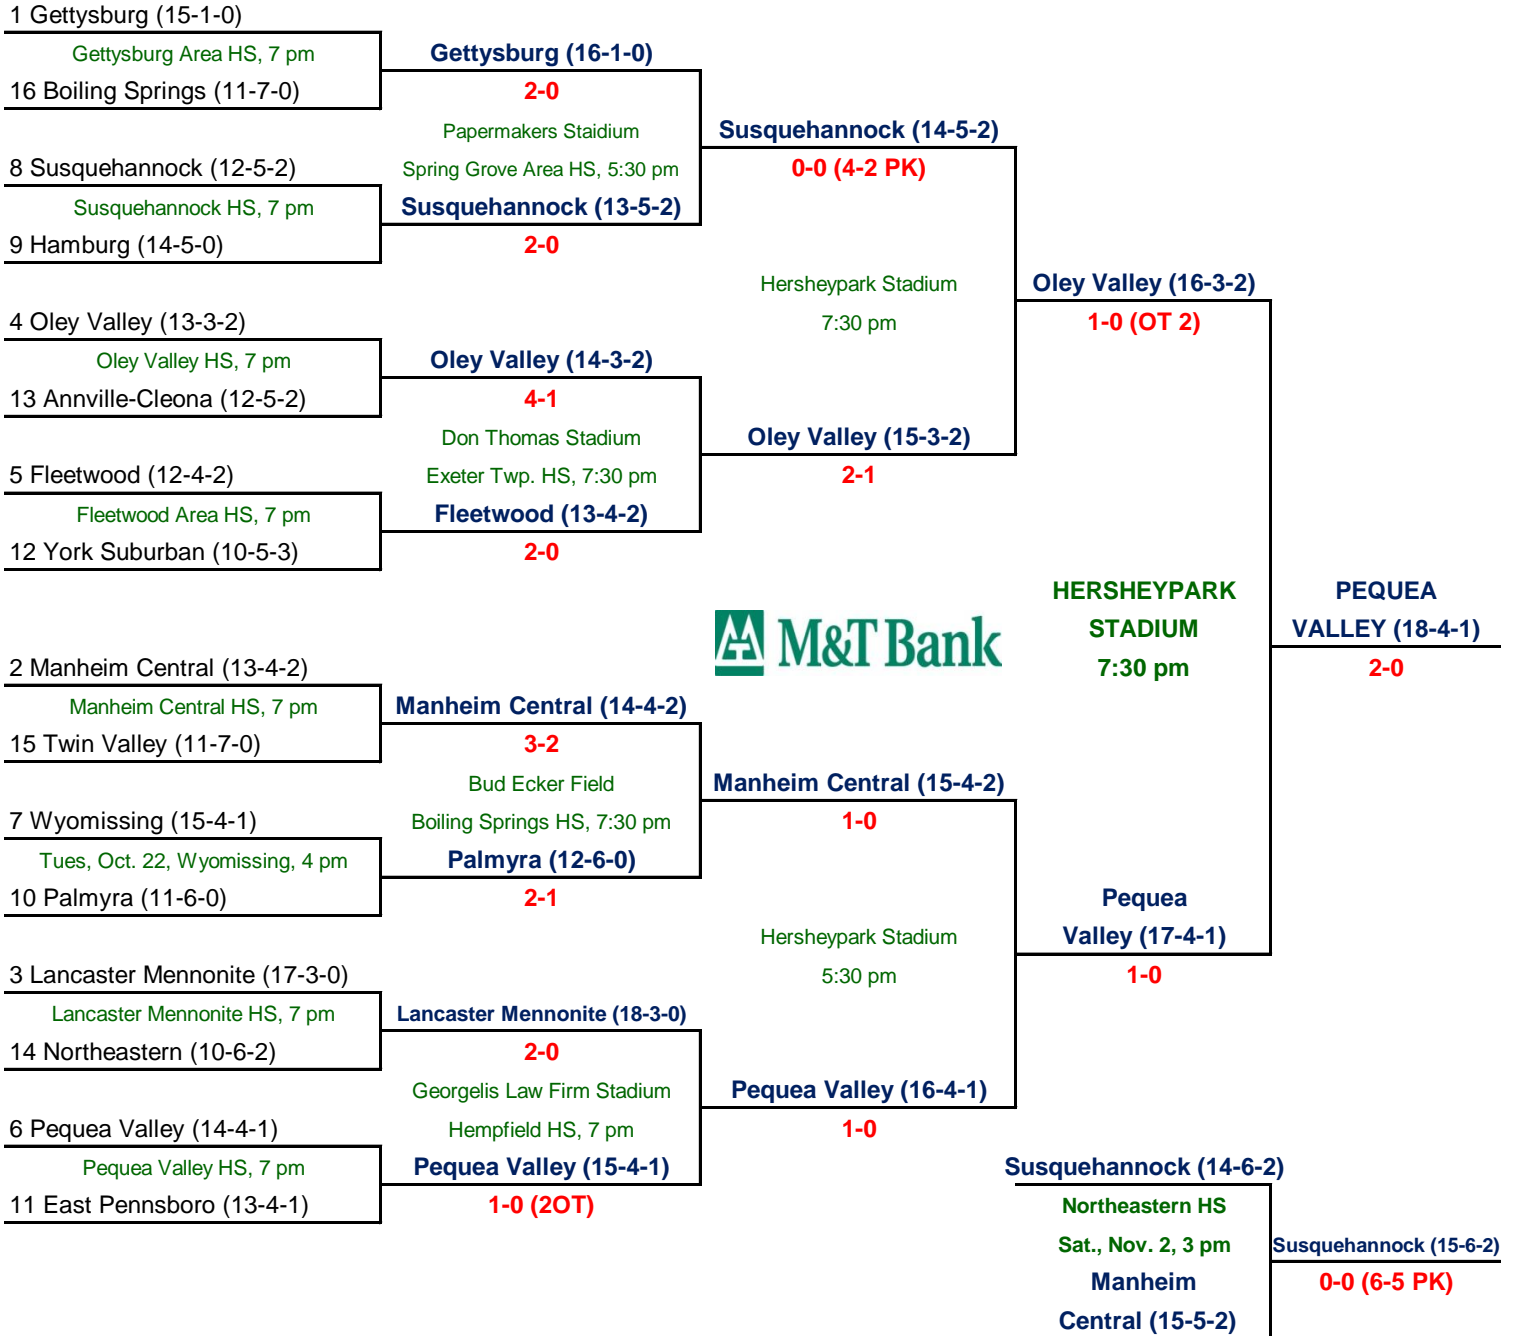 1 Gettysburg (15-1-0)
Gettysburg Area HS, 7 pm
16 Boiling Springs (11-7-0)
8 Susquehannock (12-5-2)
Susquehannock HS, 7 pm
9 Hamburg (14-5-0)
4 Oley Valley (13-3-2)
Oley Valley HS, 7 pm
13 Annville-Cleona (12-5-2)
5 Fleetwood (12-4-2)
Fleetwood Area HS, 7 pm
12 York Suburban (10-5-3)
2 Manheim Central (13-4-2)
Manheim Central HS, 7 pm
15 Twin Valley (11-7-0)
7 Wyomissing (15-4-1)
Tues, Oct. 22, Wyomissing, 4 pm
10 Palmyra (11-6-0)
3 Lancaster Mennonite (17-3-0)
Lancaster Mennonite HS, 7 pm
14 Northeastern (10-6-2)
6 Pequea Valley (14-4-1)
Pequea Valley HS, 7 pm
11 East Pennsboro (13-4-1)
Gettysburg (16-1-0)
2-0
Papermakers Staidium
Spring Grove Area HS, 5:30 pm
Susquehannock (13-5-2)
2-0
Oley Valley (14-3-2)
4-1
Don Thomas Stadium
Exeter Twp. HS, 7:30 pm
Fleetwood (13-4-2)
2-0
Manheim Central (14-4-2)
3-2
Bud Ecker Field
Boiling Springs HS, 7:30 pm
Palmyra (12-6-0)
2-1
Lancaster Mennonite (18-3-0)
2-0
Georgelis Law Firm Stadium
Hempfield HS, 7 pm
Pequea Valley (15-4-1)
1-0 (2OT)
Susquehannock (14-5-2)
0-0 (4-2 PK)
Hersheypark Stadium
7:30 pm
Oley Valley (15-3-2)
2-1
M&T Bank
Manheim Central (15-4-2)
1-0
Hersheypark Stadium
5:30 pm
Pequea Valley (16-4-1)
1-0
Oley Valley (16-3-2)
1-0 (OT 2)
HERSHEYPARK
STADIUM
7:30 pm
Pequea
Valley (17-4-1)
1-0
PEQUEA
VALLEY (18-4-1)
2-0
Susquehannock (14-6-2)
Northeastern HS
Sat., Nov. 2, 3 pm
Manheim
Central (15-5-2)
Susquehannock (15-6-2)
0-0 (6-5 PK)